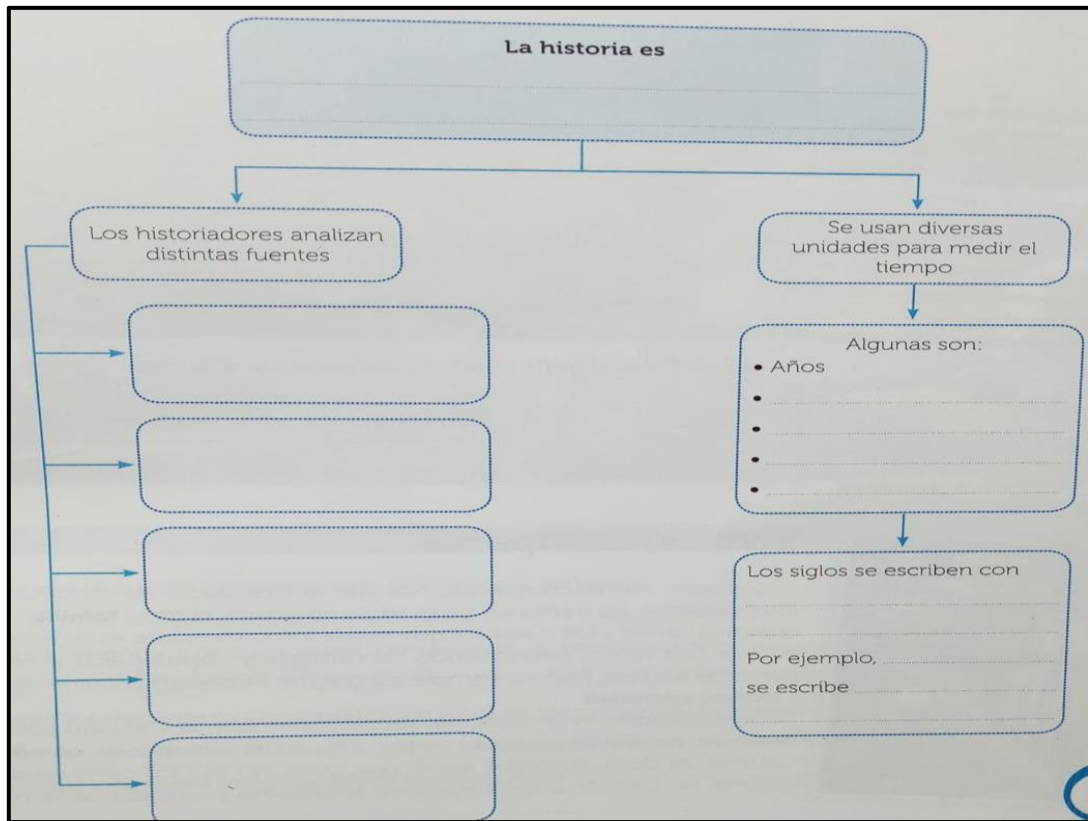 La historia es
Los historiadores analizan
distintas fuentes
Se usan diversas
unidades para medir el
tiempo
Algunas son:
• Años
•
•
•
•
Los siglos se escriben con
Por ejemplo,
se escribe